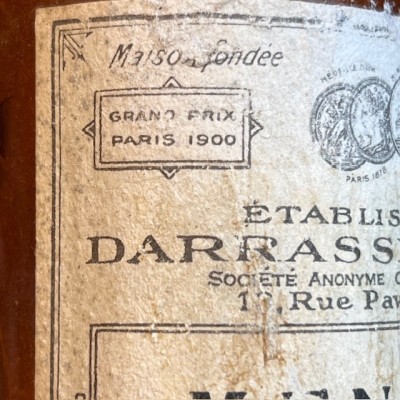 Maison fondée
GRAND PRIX
PARIS 1900
PARIS 1878
ÉTABLIS
DARRASS
SOCIÉTÉ ANONYME
Rue Pav